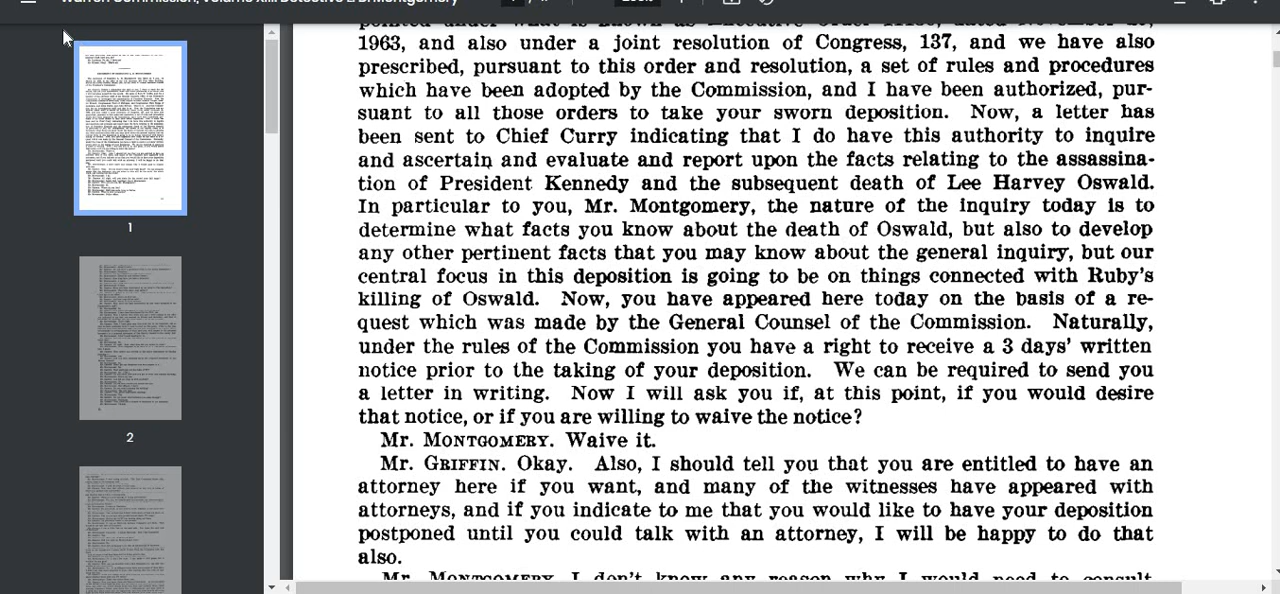 1963, and also under a joint resolution of Congress, 137, and we have also
prescribed, pursuant to this order and resolution, a set of rules and procedures
which have been adopted by the Commission, and I have been authorized, pur-
suant to all those orders to take your sworn deposition. Now, a letter has
been sent to Chief Curry indicating that I do have this authority to inquire
and ascertain and evaluate and report upon the facts relating to the assassina-
tion of President Kennedy and the subsequent death of Lee Harvey Oswald.
In particular to you, Mr. Montgomery, the nature of the inquiry today is to
determine what facts you know about the death of Oswald, but also to develop
any other pertinent facts that you may know about the general inquiry, but our
central focus in this deposition is going to be on things connected with Ruby's
killing of Oswald. Now, you have appeared here today on the basis of a re-
quest which was made by the General Counsel of the Commission. Naturally,
under the rules of the Commission you have a right to receive a 3 days' written
notice prior to the taking of your deposition. We can be required to send you
a letter in writing. Now I will ask you if, at this point, if you would desire
that notice, or if you are willing to waive the notice?
Mr. MONTGOMERY. Waive it.
Mr. GRIFFIN. Okay. Also, I should tell you that you are entitled to have an
attorney here if you want, and many of the witnesses have appeared with
attorneys, and if you indicate to me that you would like to have your deposition
postponed until you could talk with an attorney, I will be happy to do that
also.
1
2